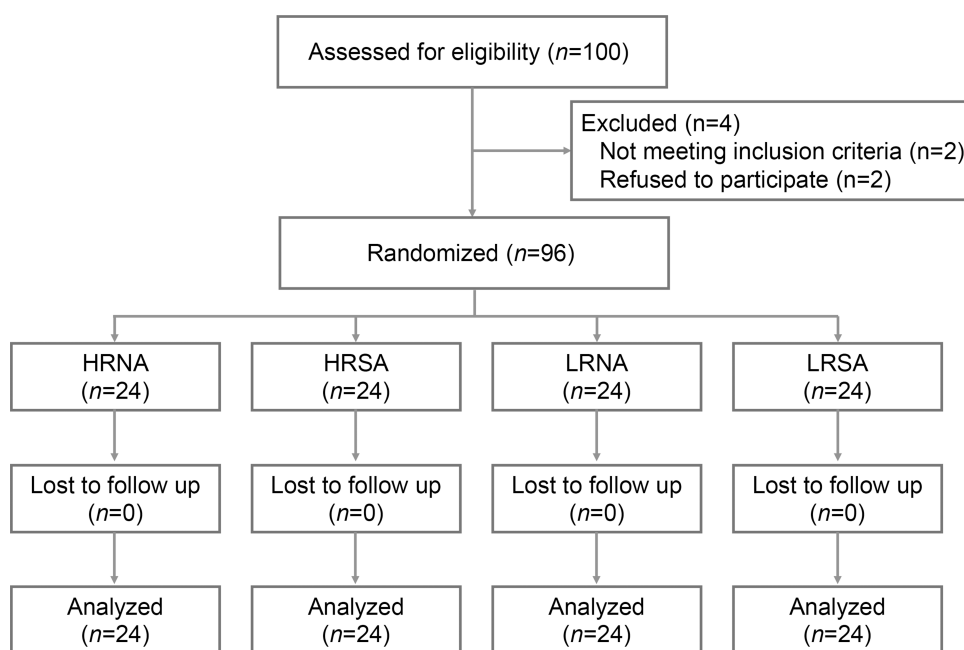 Assessed for eligibility (n=100)
Excluded (n=4)
Not meeting inclusion criteria (n=2)
Refused to participate (n=2)
Randomized (n=96)
HRNA
(n=24)
HRSA
(n=24)
LRNA
(n=24)
LRSA
(n=24)
Lost to follow up
(n=0)
Lost to follow up
(n=0)
Lost to follow up
(n=0)
Lost to follow up
(n=0)
Analyzed
(n=24)
Analyzed
(n=24)
Analyzed
(n=24)
Analyzed
(n=24)